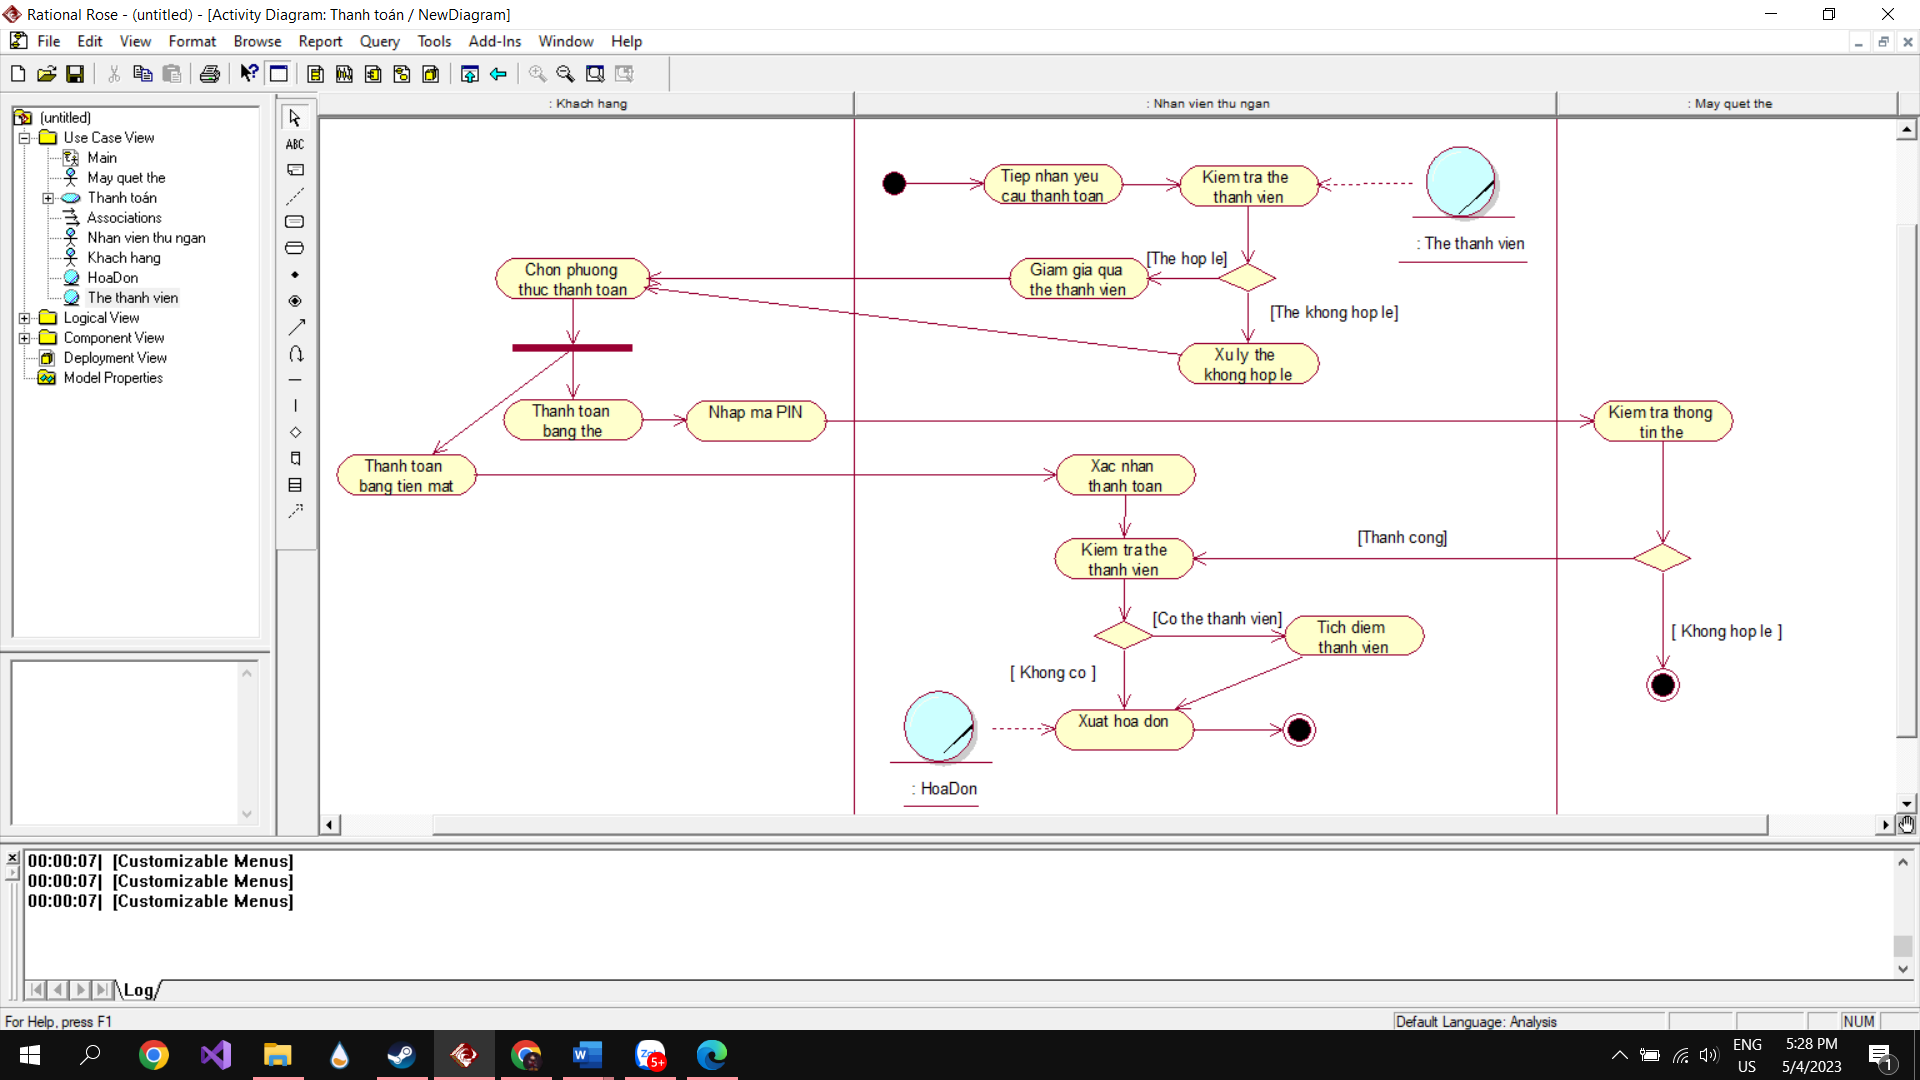 Rational Rose - (untitled) - [Activity Diagram: Thanh toán / NewDiagram]
File Edit View Format Browse Report Query Tools Add-Ins Window Help
(untitled)
Use Case View
Main
May quet the
Thanh toán
Associations
Nhan vien thu ngan
Khach hang
HoaDon
The thanh vien
Logical View
Component View
Deployment View
Model Properties
ABC
: Khach hang
: Nhan vien thu ngan
: May quet the
Tiep nhan yeu
cau thanh toan
Kiem tra the
thanh vien
: The thanh vien
[The hop le]
Chon phuong
thuc thanh toan
Giam gia qua
the thanh vien
[The khong hop le]
Xu ly the
khong hop le
Thanh toan
bang the
Nhap ma PIN
Kiem tra thong
tin the
Thanh toan
bang tien mat
Xac nhan
thanh toan
[Thanh cong]
Kiem tra the
thanh vien
[Co the thanh vien]
Tich diem
thanh vien
[ Khong hop le ]
[ Khong co ]
Xuat hoa don
: HoaDon
00:00:07| [Customizable Menus]
00:00:07| [Customizable Menus]
00:00:07| [Customizable Menus]
Log
For Help, press F1
Default Language: Analysis
NUM
5+
ENG
US
5:28 PM
5/4/2023
1